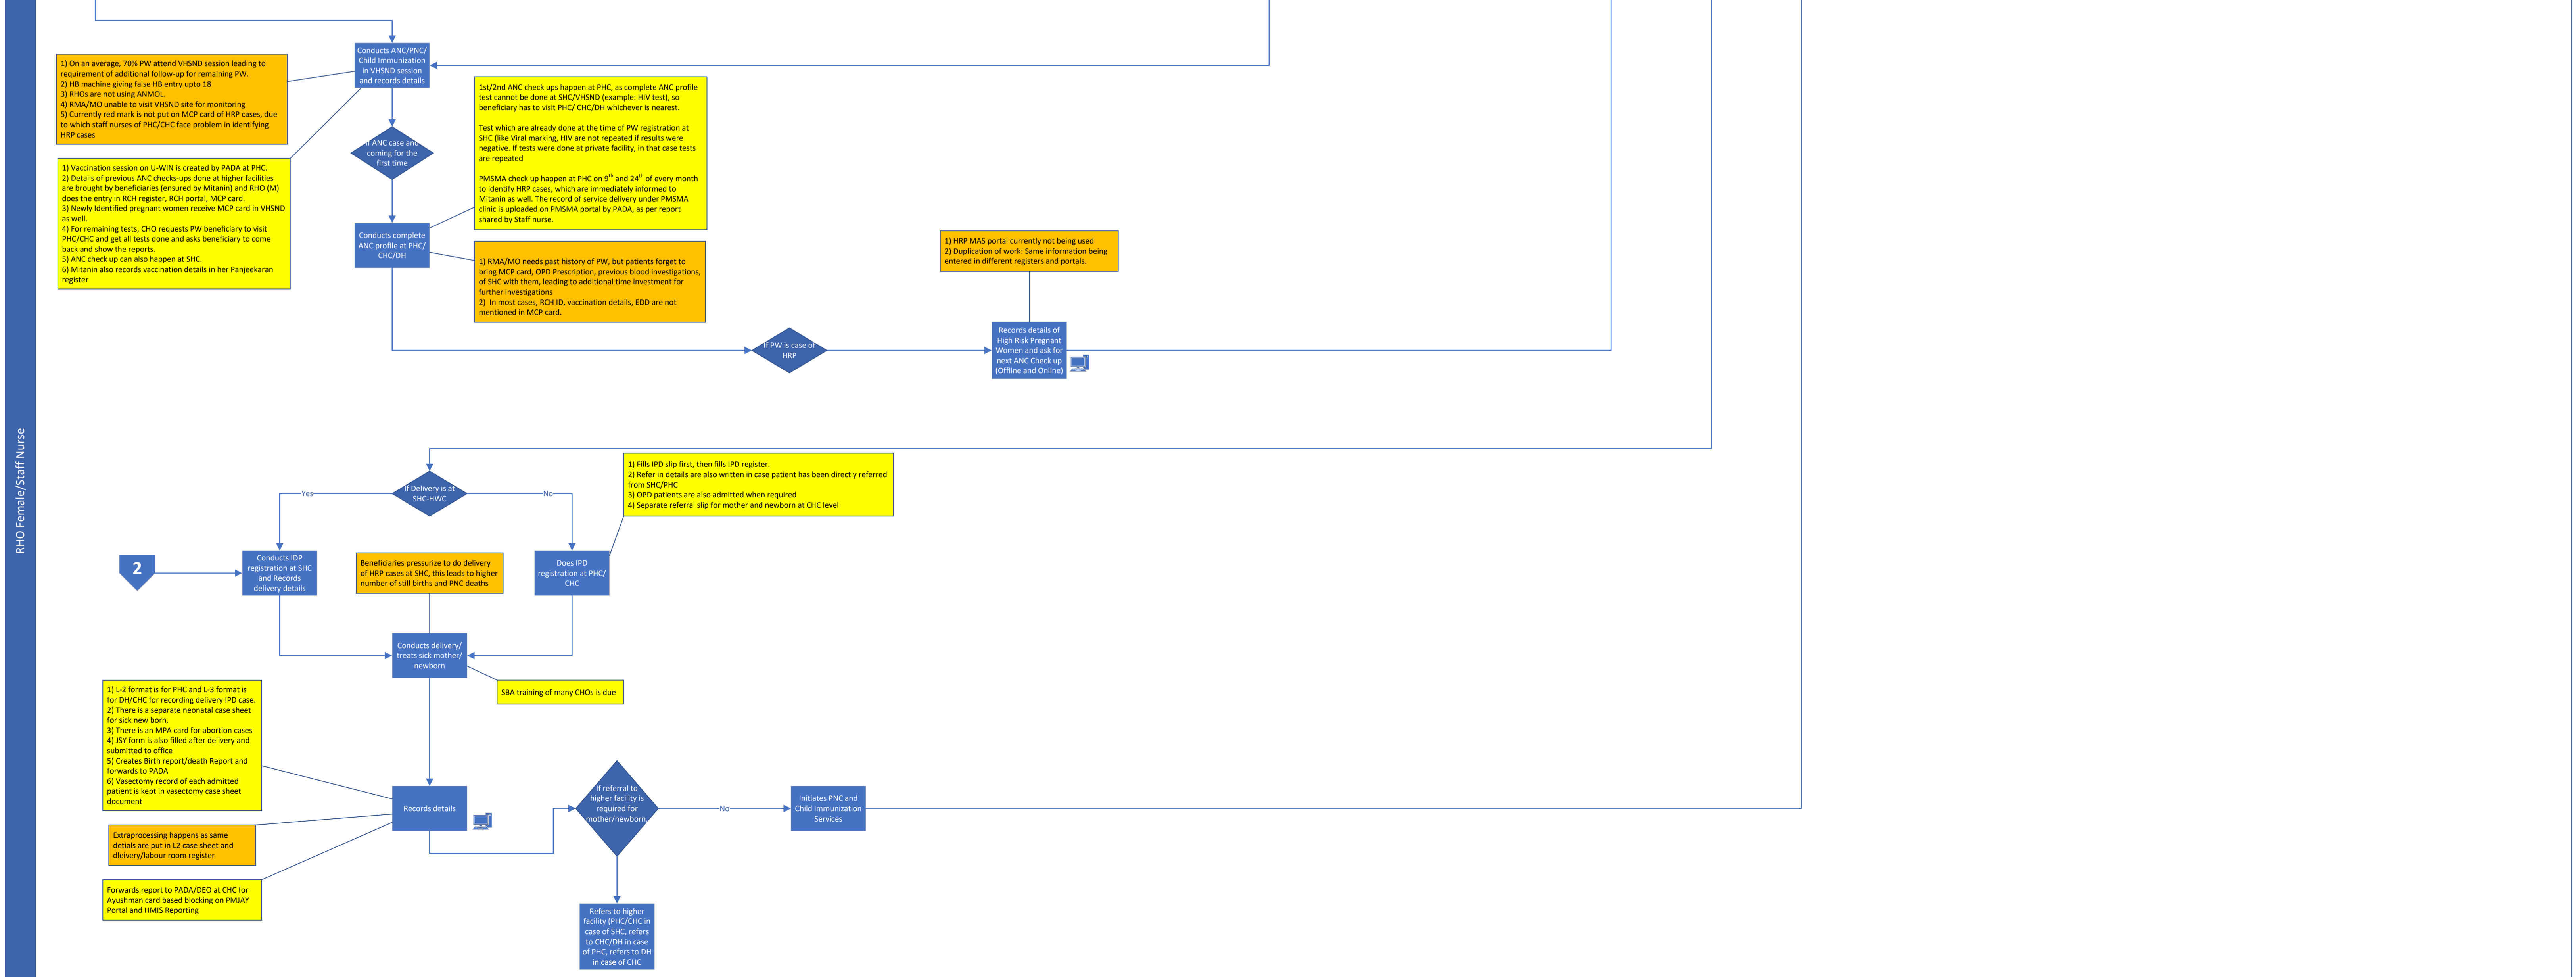 RHO Female/Staff Nurse
Conducts ANC/PNC/
Child Immunization
in VHSND session
and records details
1) On an average, 70% PW attend VHSND session leading to
requirement of additional follow-up for remaining PW.
2) HB machine giving false HB entry upto 18
3) RHOs are not using ANMOL.
4) RMA/MO unable to visit VHSND site for monitoring
5) Currently red mark is not put on MCP card of HRP cases, due
to which staff nurses of PHC/CHC face problem in identifying
HRP cases
1st/2nd ANC check ups happen at PHC, as complete ANC profile
test cannot be done at SHC/VHSND (example: HIV test), so
beneficiary has to visit PHC/ CHC/DH whichever is nearest.
Test which are already done at the time of PW registration at
SHC (like Viral marking, HIV are not repeated if results were
negative. If tests were done at private facility, in that case tests
are repeated
PMSMA check up happen at PHC on 9th and 24th of every month
to identify HRP cases, which are immediately informed to
Mitanin as well. The record of service delivery under PMSMA
clinic is uploaded on PMSMA portal by PADA, as per report
shared by Staff nurse.
If ANC case and
coming for the
first time
1) Vaccination session on U-WIN is created by PADA at PHC.
2) Details of previous ANC checks-ups done at higher facilities
are brought by beneficiaries (ensured by Mitanin) and RHO (M)
does the entry in RCH register, RCH portal, MCP card.
3) Newly Identified pregnant women receive MCP card in VHSND
as well.
4) For remaining tests, CHO requests PW beneficiary to visit
PHC/CHC and get all tests done and asks beneficiary to come
back and show the reports.
5) ANC check up can also happen at SHC.
6) Mitanin also records vaccination details in her Panjeekaran
register
Conducts complete
ANC profile at PHC/
CHC/DH
1) RMA/MO needs past history of PW, but patients forget to
bring MCP card, OPD Prescription, previous blood investigations,
of SHC with them, leading to additional time investment for
further investigations
2) In most cases, RCH ID, vaccination details, EDD are not
mentioned in MCP card.
1) HRP MAS portal currently not being used
2) Duplication of work: Same information being
entered in different registers and portals.
If PW is case of
HRP
Records details of
High Risk Pregnant
Women and ask for
next ANC Check up
(Offline and Online)
If Delivery is at
SHC-HWC
Yes
No
1) Fills IPD slip first, then fills IPD register.
2) Refer in details are also written in case patient has been directly referred
from SHC/PHC
3) OPD patients are also admitted when required
4) Separate referral slip for mother and newborn at CHC level
2
Conducts IDP
registration at SHC
and Records
delivery details
Beneficiaries pressurize to do delivery
of HRP cases at SHC, this leads to higher
number of still births and PNC deaths
Does IPD
registration at PHC/
CHC
Conducts delivery/
treats sick mother/
newborn
SBA training of many CHOs is due
1) L-2 format is for PHC and L-3 format is
for DH/CHC for recording delivery IPD case.
2) There is a separate neonatal case sheet
for sick new born.
3) There is an MPA card for abortion cases
4) JSY form is also filled after delivery and
submitted to office
5) Creates Birth report/death Report and
forwards to PADA
6) Vasectomy record of each admitted
patient is kept in vasectomy case sheet
document
Records details
If referral to
higher facility is
required for
mother/newborn
No
Initiates PNC and
Child Immunization
Services
Extraprocessing happens as same
detials are put in L2 case sheet and
dleivery/labour room register
Forwards report to PADA/DEO at CHC for
Ayushman card based blocking on PMJAY
Portal and HMIS Reporting
Refers to higher
facility (PHC/CHC in
case of SHC, refers
to CHC/DH in case
of PHC, refers to DH
in case of CHC